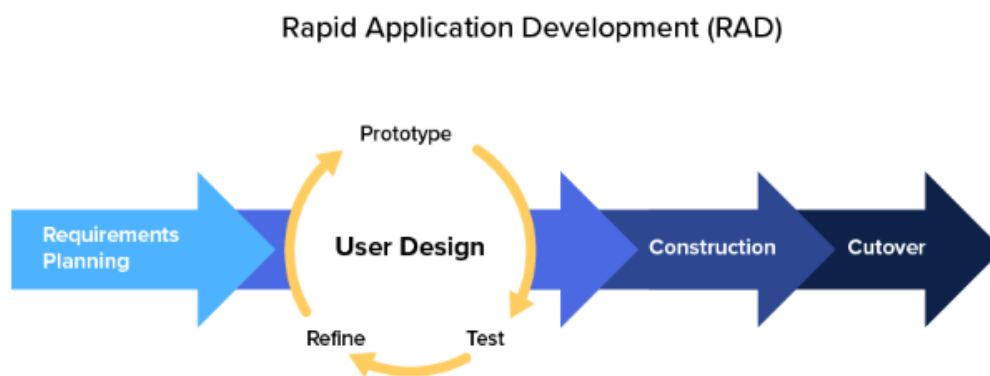 Rapid Application Development (RAD)
Prototype
Requirements
Planning
User Design
Construction
Cutover
Refine
Test